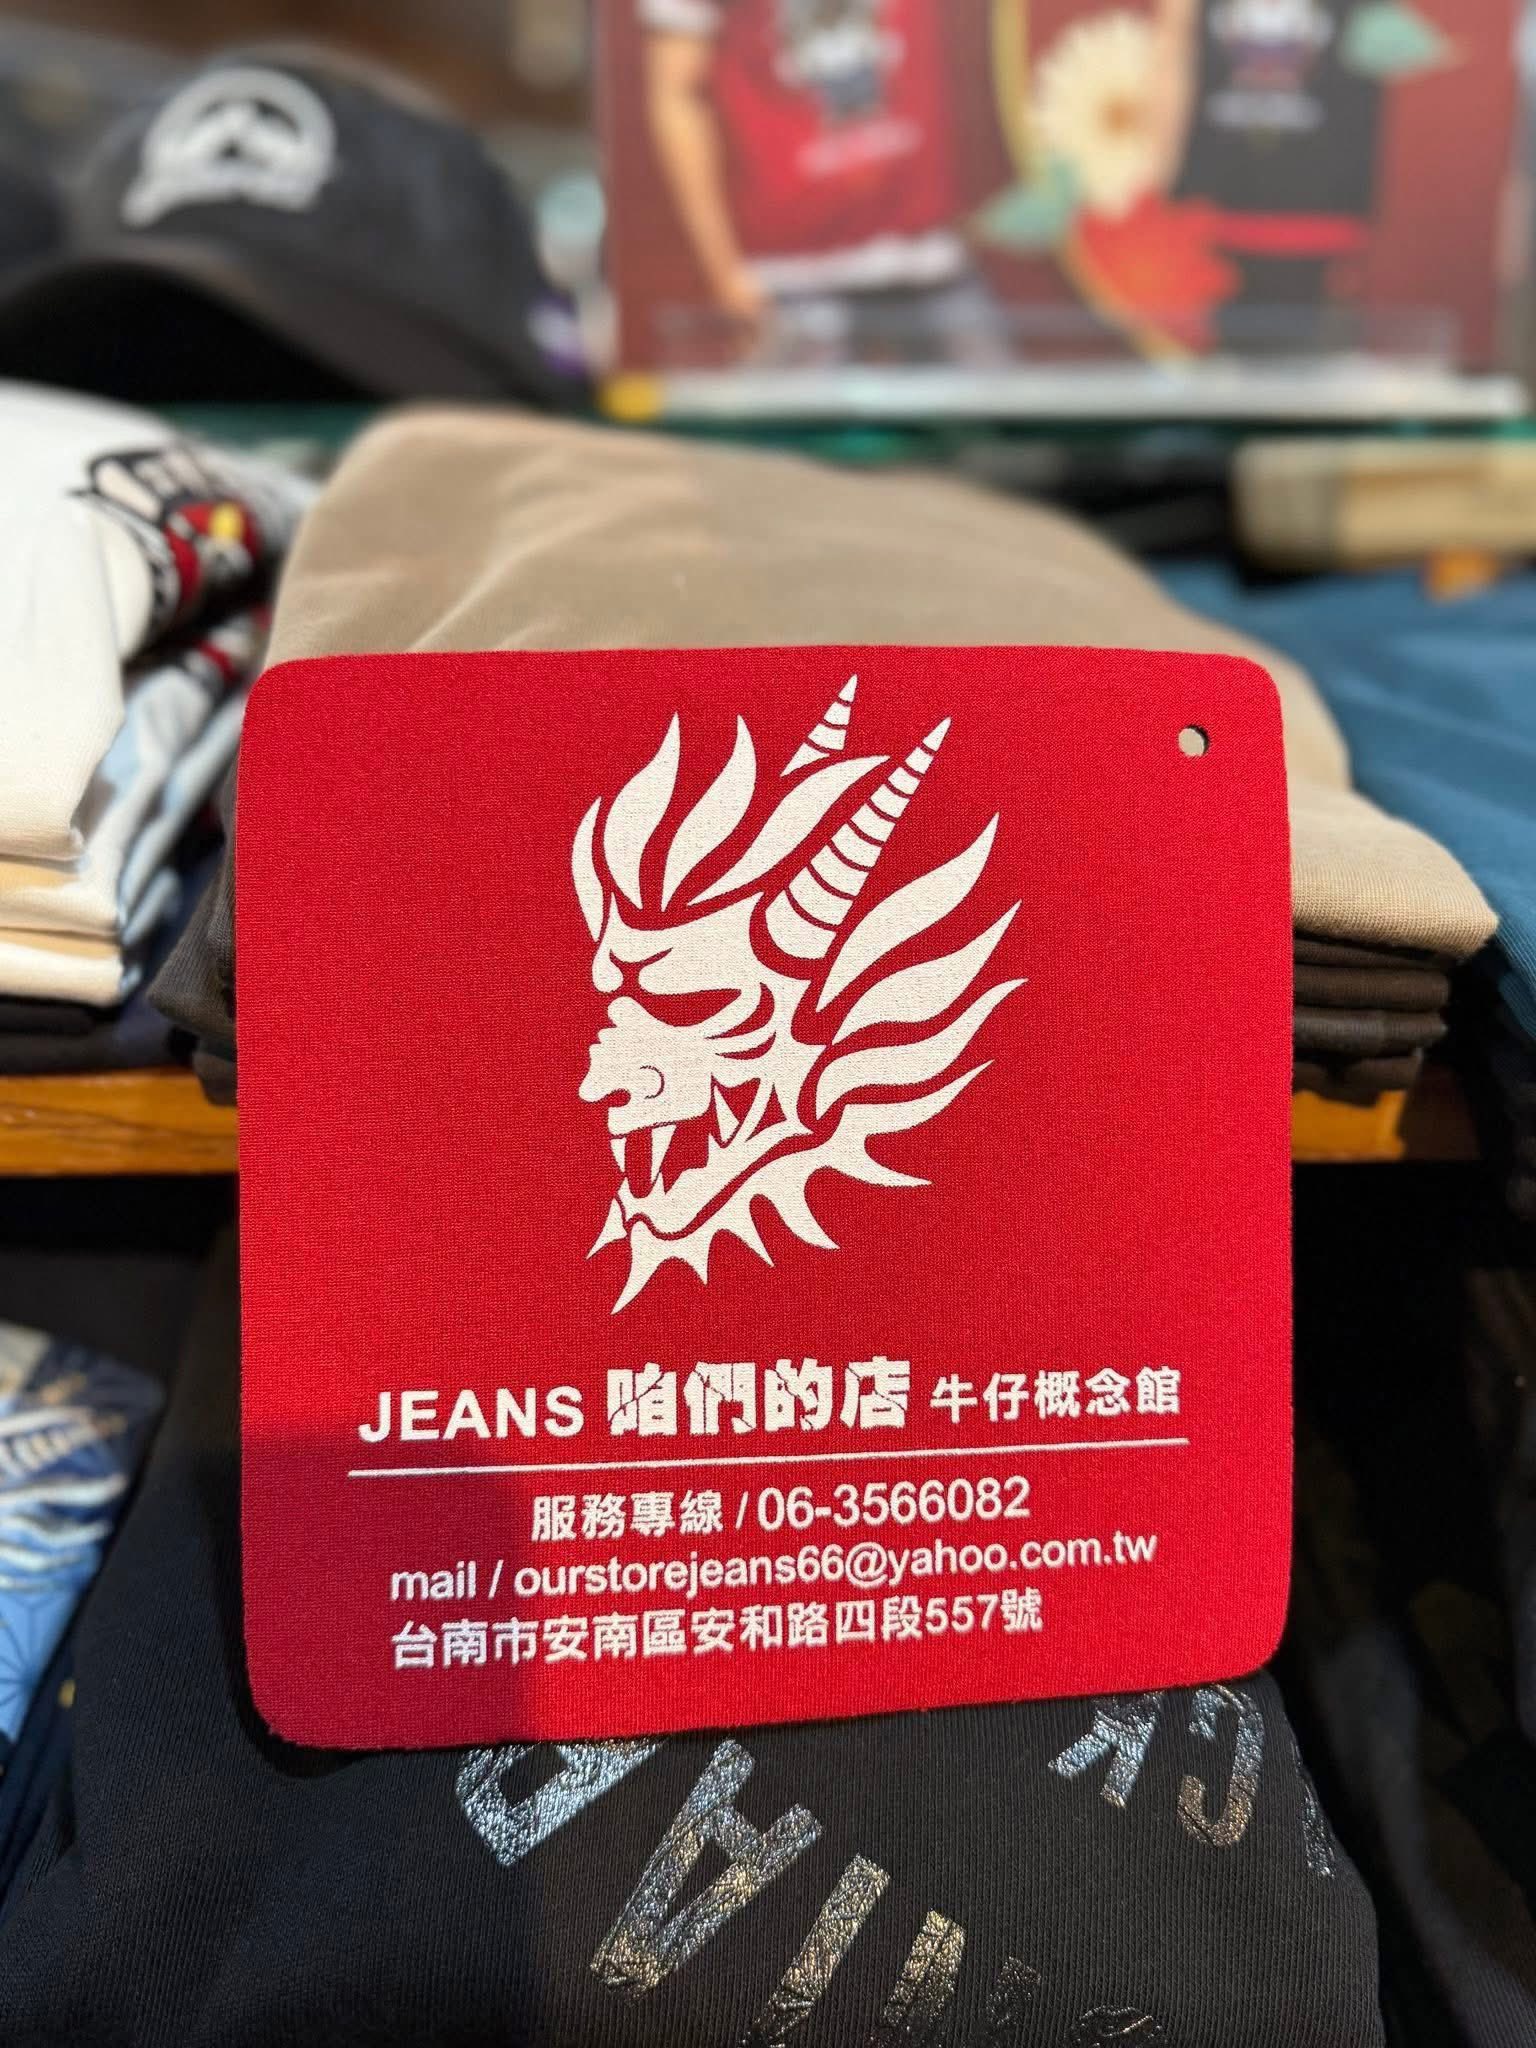 JEANS 咱們的店 牛仔概念館
服務專線 / 06-3566082
mail / ourstorejeans66@yahoo.com.tw
台南市安南區安和路四段557號